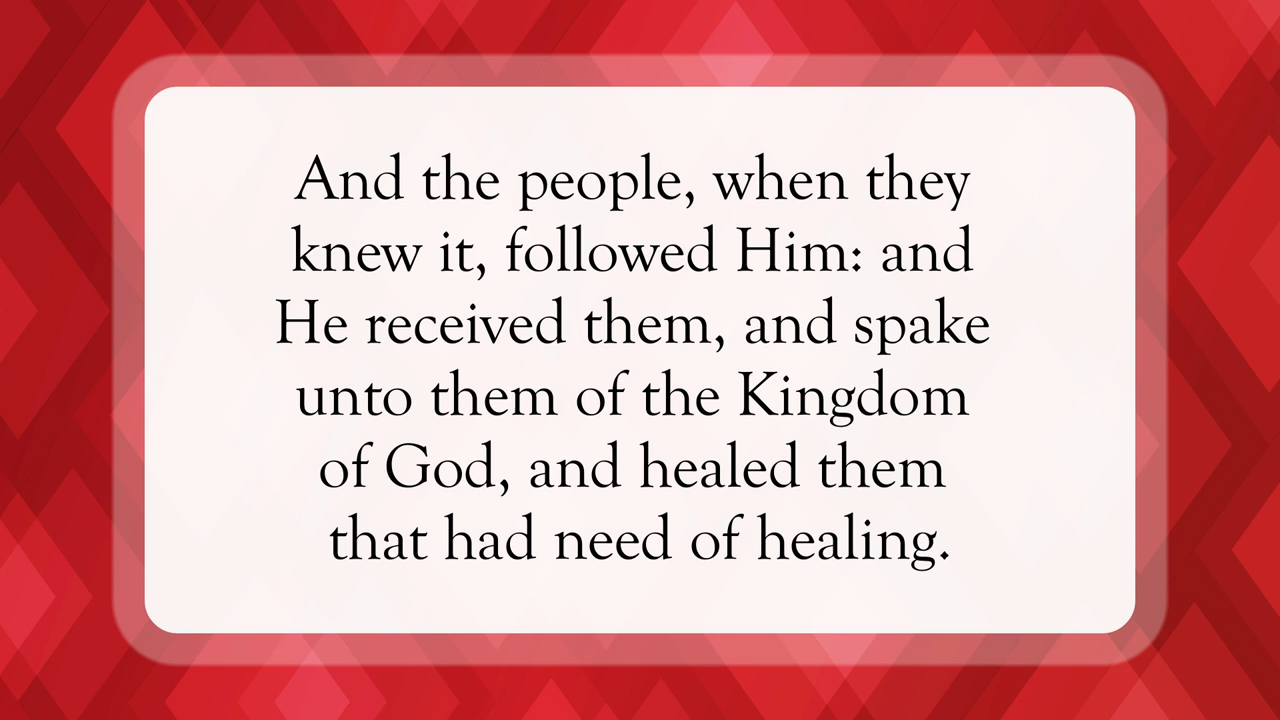 And the people, when they
knew it, followed Him: and
He received them, and spake
unto them of the Kingdom
of God, and healed them
that had need of healing.